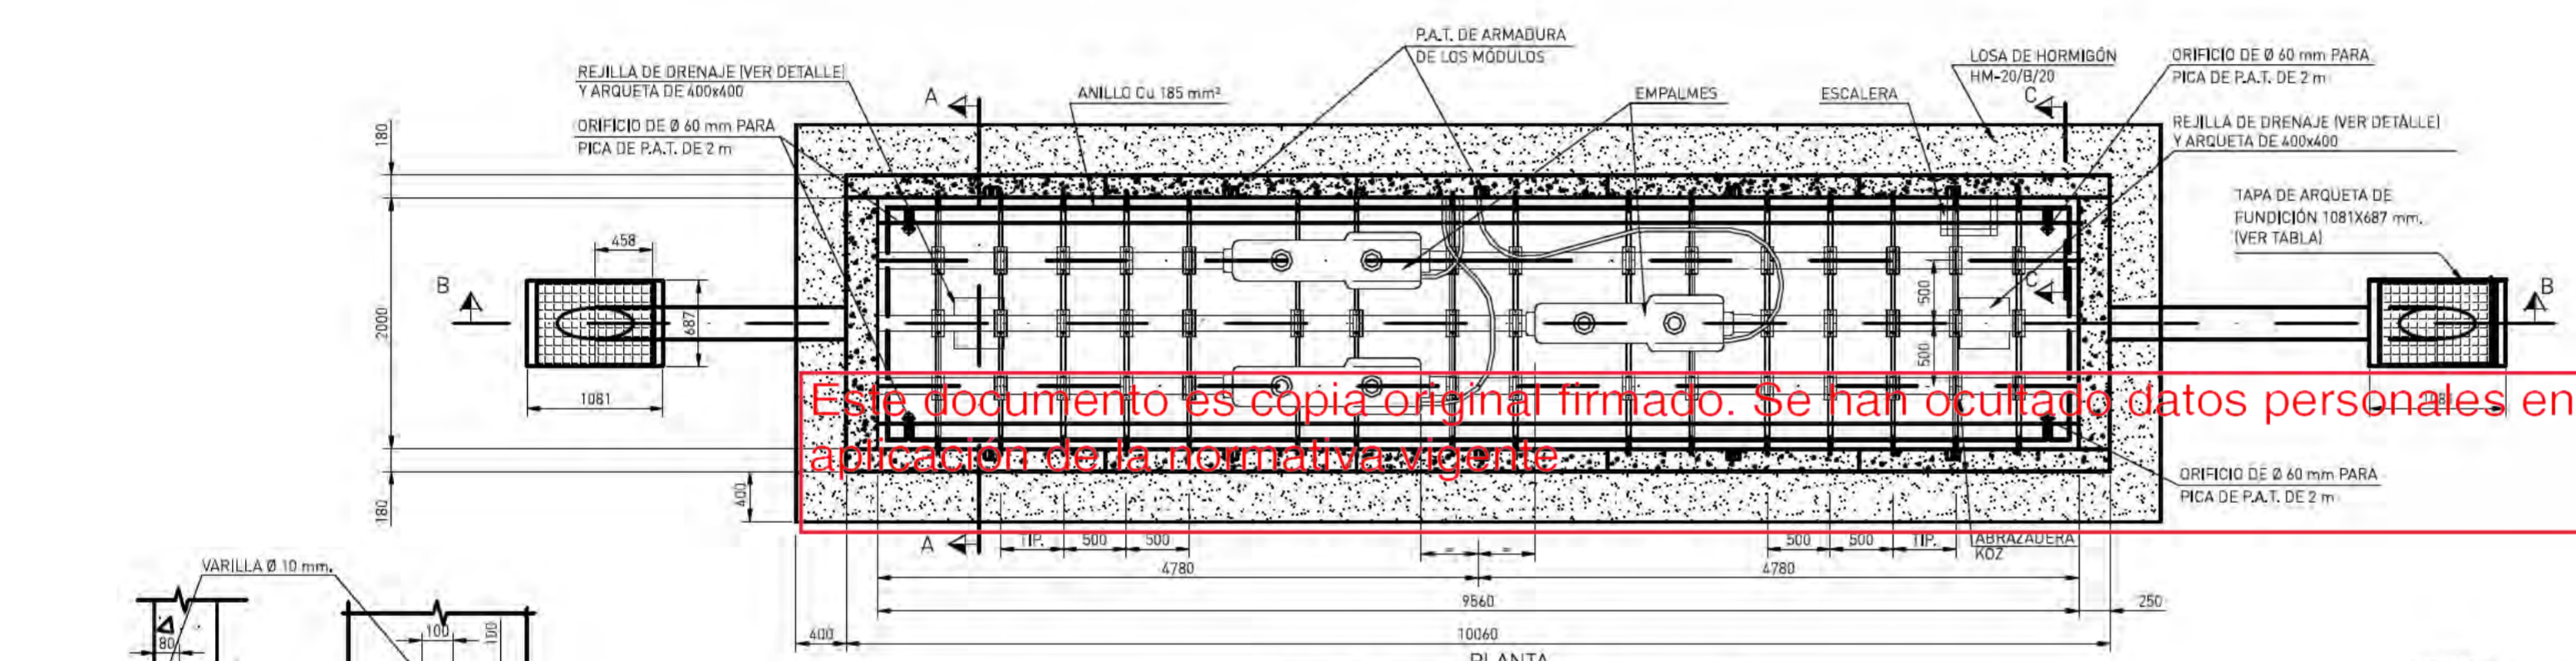 P.A.T. DE ARMADURA
DE LOS MÓDULOS
REJILLA DE DRENAJE (VER DETALLE)
Y ARQUETA DE 400x400
ORIFICIO DE Ø 60 mm PARA
PICA DE P.A.T. DE 2 m
A
ANILLO Cu 185 mm²
EMPALMES
ESCALERA
LOSA DE HORMIGÓN
HM-20/B/20
C
ORIFICIO DE Ø 60 mm PARA
PICA DE P.A.T. DE 2 m
REJILLA DE DRENAJE (VER DETALLE)
Y ARQUETA DE 400x400
TAPA DE ARQUETA DE
FUNDICIÓN 1081X687 mm.
(VER TABLA)
180
2000
180
458
687
1081
B
B
C
500
500
1081
Este documento es copia original firmado. Se han ocultado datos personales en
aplicación de la normativa vigente
ORIFICIO DE Ø 60 mm PARA
PICA DE P.A.T. DE 2 m
400
A
TIP.
500
500
=
=
500
500
TIP.
ABRAZADERA
KOZ
4780
4780
9560
250
400
10060
PLANTA
VARILLA Ø 10 mm.
80
100
100